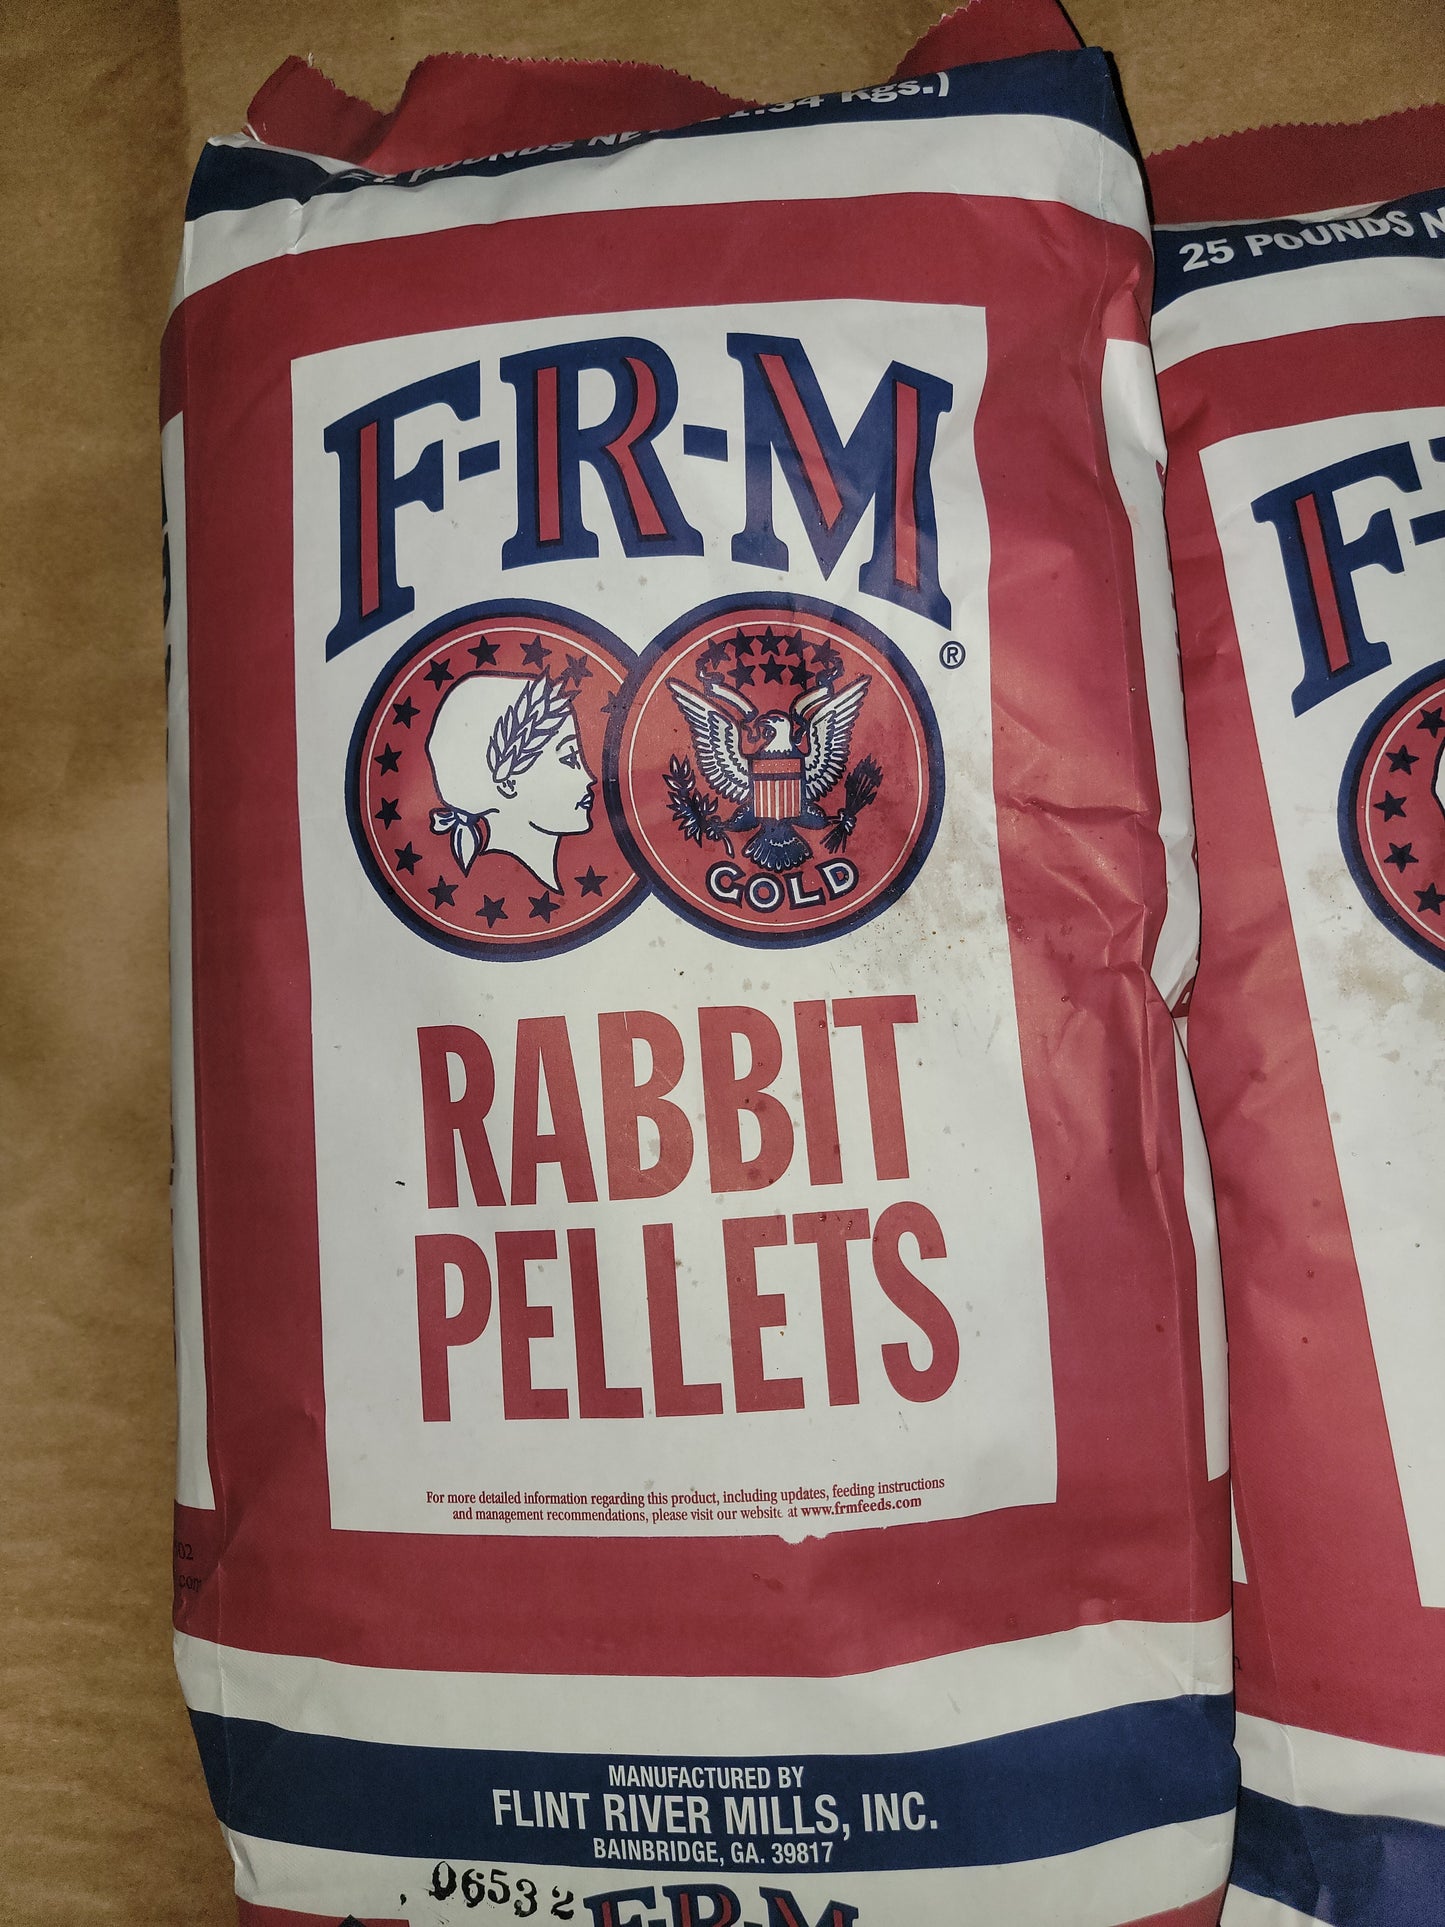 25 POUNDS
F-R-M
®
GOLD
RABBIT
PELLETS
For more detailed information regarding this product, including updates, feeding instructions
and management recommendations, please visit our website at www.frmfeeds.com
MANUFACTURED BY
FLINT RIVER MILLS, INC.
BAINBRIDGE, GA. 39817
06532
F-R-M